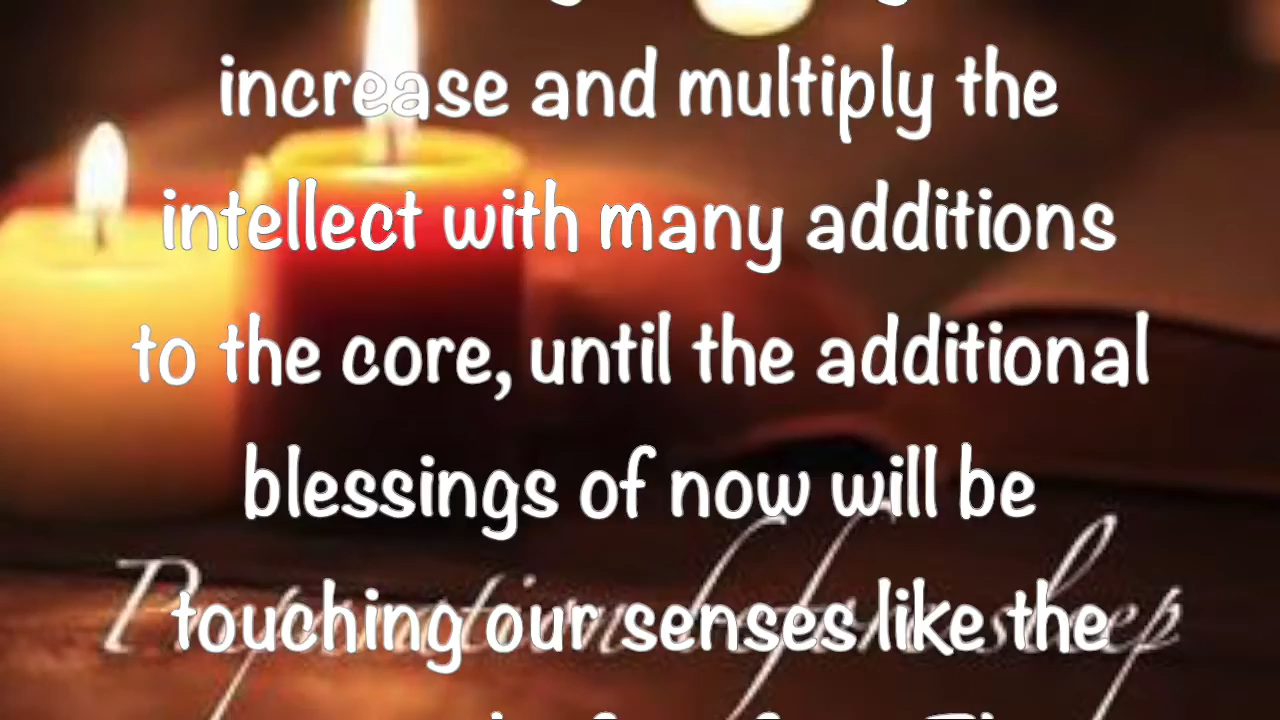 increase and multiply the
intellect with many additions
to the core, until the additional
blessings of now will be
touching our senses like the